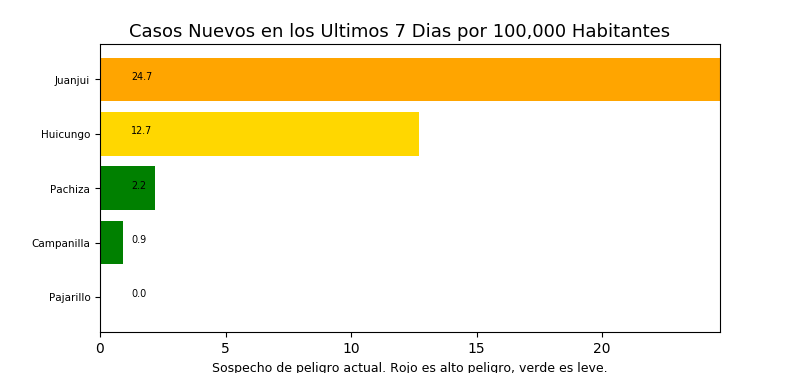 Casos Nuevos en los Ultimos 7 Dias por 100,000 Habitantes
Juanjui 24.7
Huicungo 12.7
Pachiza 2.2
Campanilla 0.9
Pajarillo 0.0
0 5 10 15 20
Sospecho de peligro actual. Rojo es alto peligro, verde es leve.